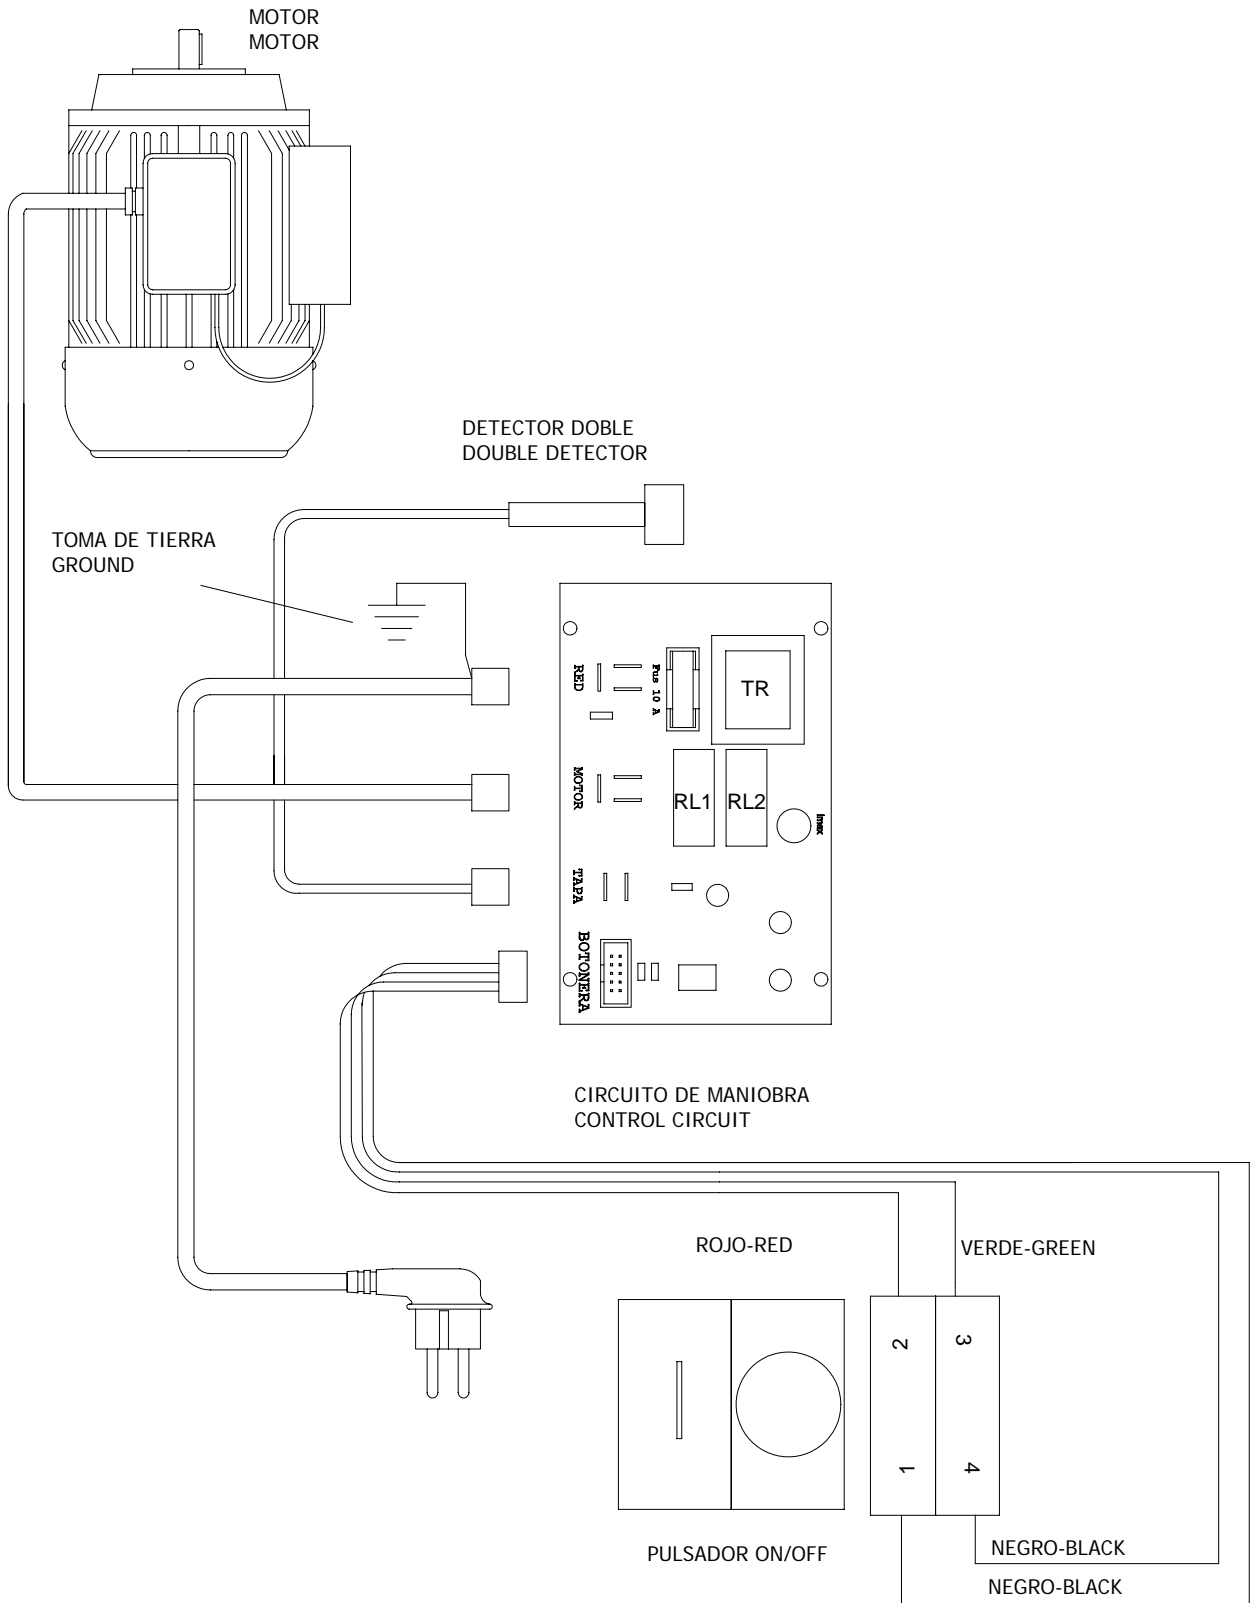 MOTOR
MOTOR
DETECTOR DOBLE
DOUBLE DETECTOR
TOMA DE TIERRA
GROUND
RED
Fus 10 A
TR
MOTOR
RL1
RL2
Imax
TAPA
BOTONERA
CIRCUITO DE MANIOBRA
CONTROL CIRCUIT
ROJO-RED
VERDE-GREEN
2
3
1
4
PULSADOR ON/OFF
NEGRO-BLACK
NEGRO-BLACK